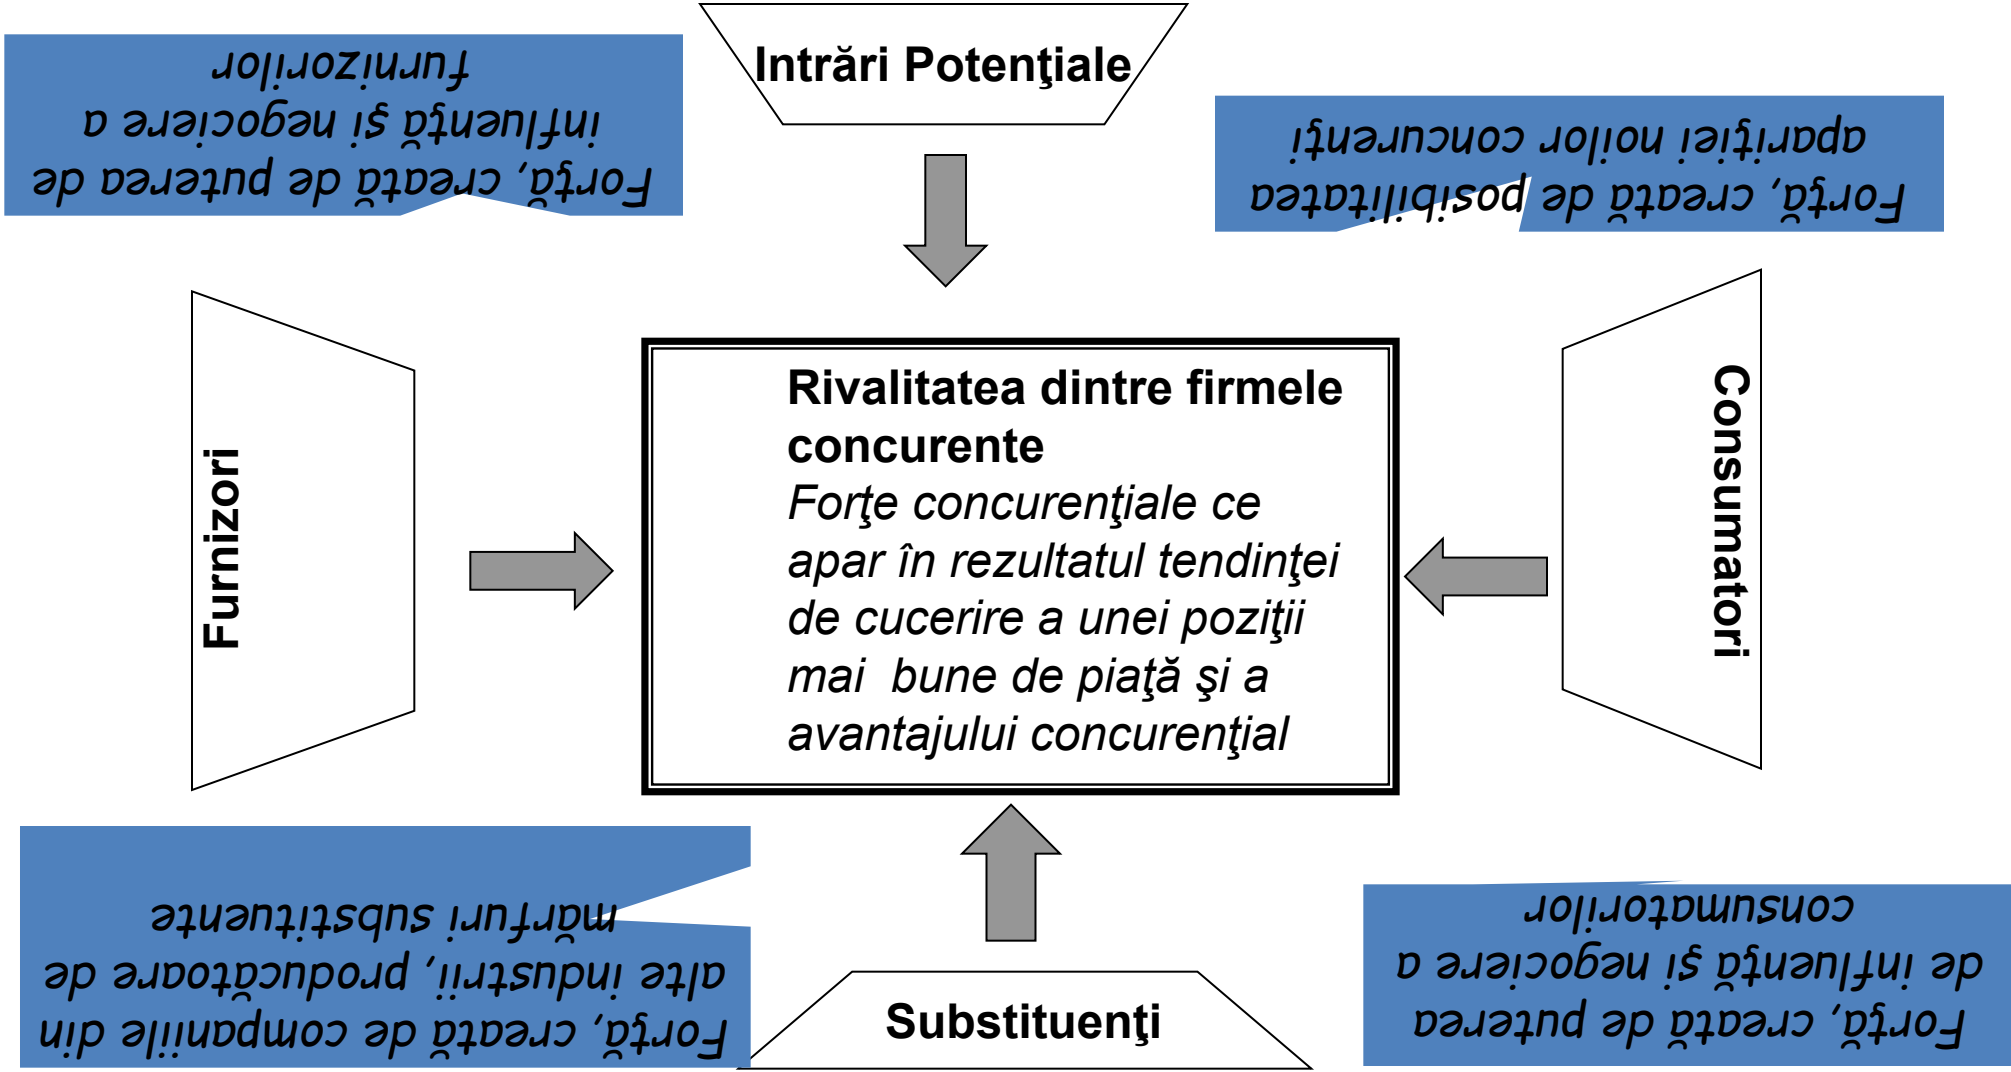 Intrări Potenţiale
Forţă, creată de puterea de
influenţă şi negociere a
furnizorilor
Forţă, creată de posibilitatea
apariţiei noilor concurenţi
Furnizori
Rivalitatea dintre firmele
concurente
Forţe concurenţiale ce
apar în rezultatul tendinţei
de cucerire a unei poziţii
mai bune de piaţă şi a
avantajului concurenţial
Consumatori
Forţă, creată de companiile din
alte industrii, producătoare de
mărfuri substituente
Substituenţi
Forţă, creată de puterea
de influenţă şi negociere a
consumatorilor